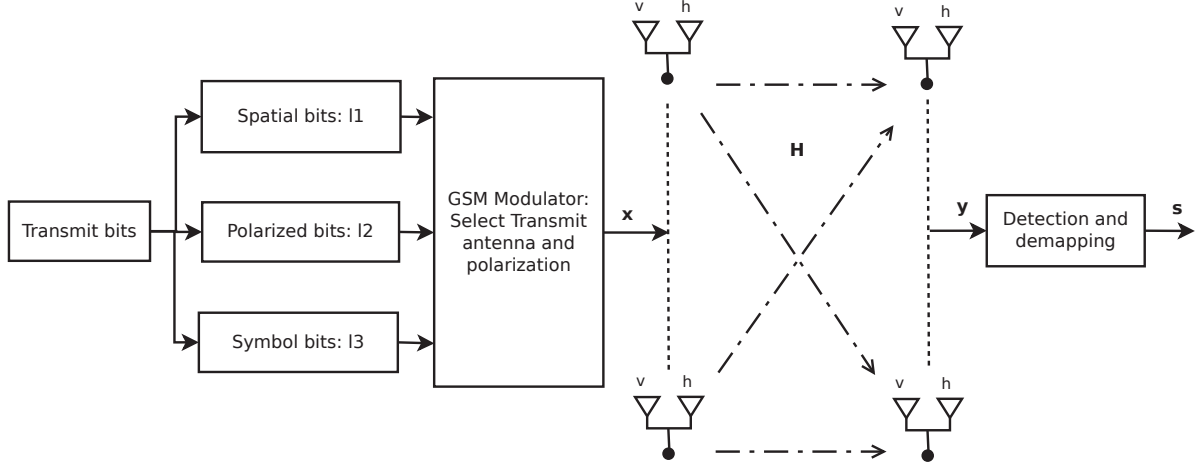 v h
v h
Spatial bits: l1
H
GSM Modulator:
Select Transmit
antenna and
polarization
x
y
s
Transmit bits
Polarized bits: l2
Detection and
demapping
Symbol bits: l3
v h
v h